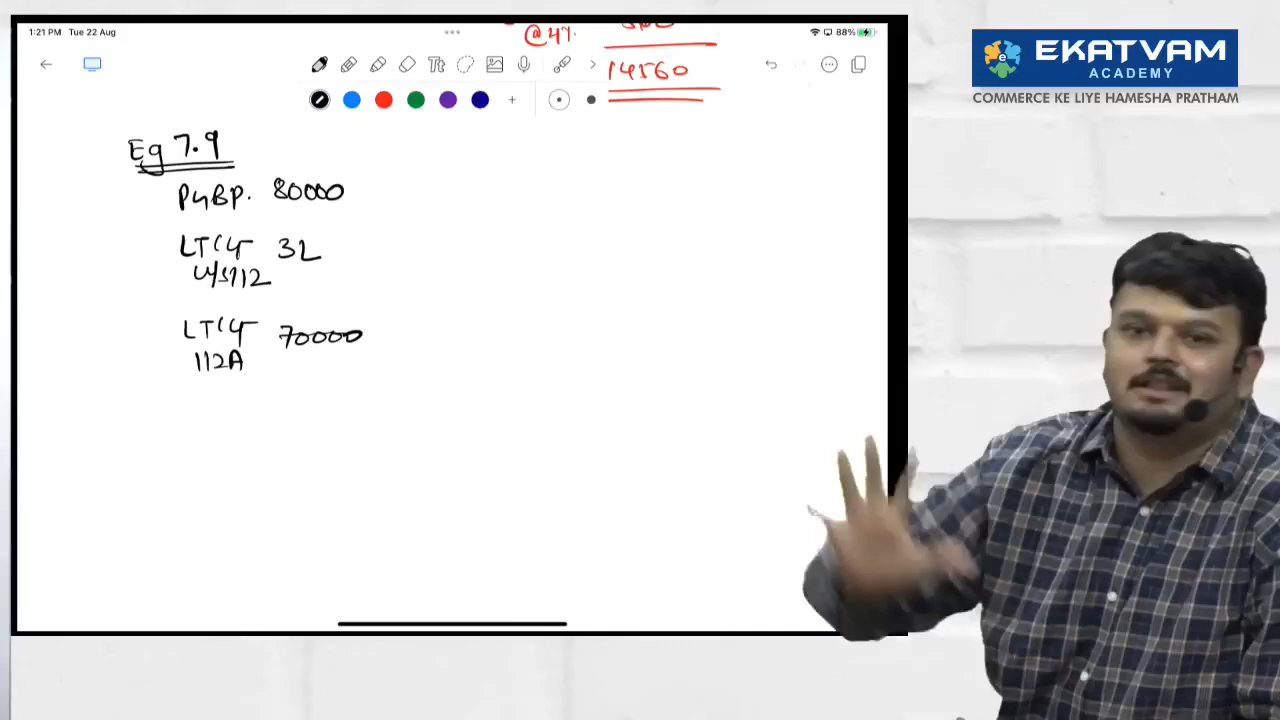 1:21 PM Tue 22 Aug
88%
@4%.
14560
EKATVAM
ACADEMY
COMMERCE KE LIYE HAMESHA PRATHAM
Eg 7.9
PGBP. 80000
LTCG 3L
u/s 112
LTCG 70000
112A